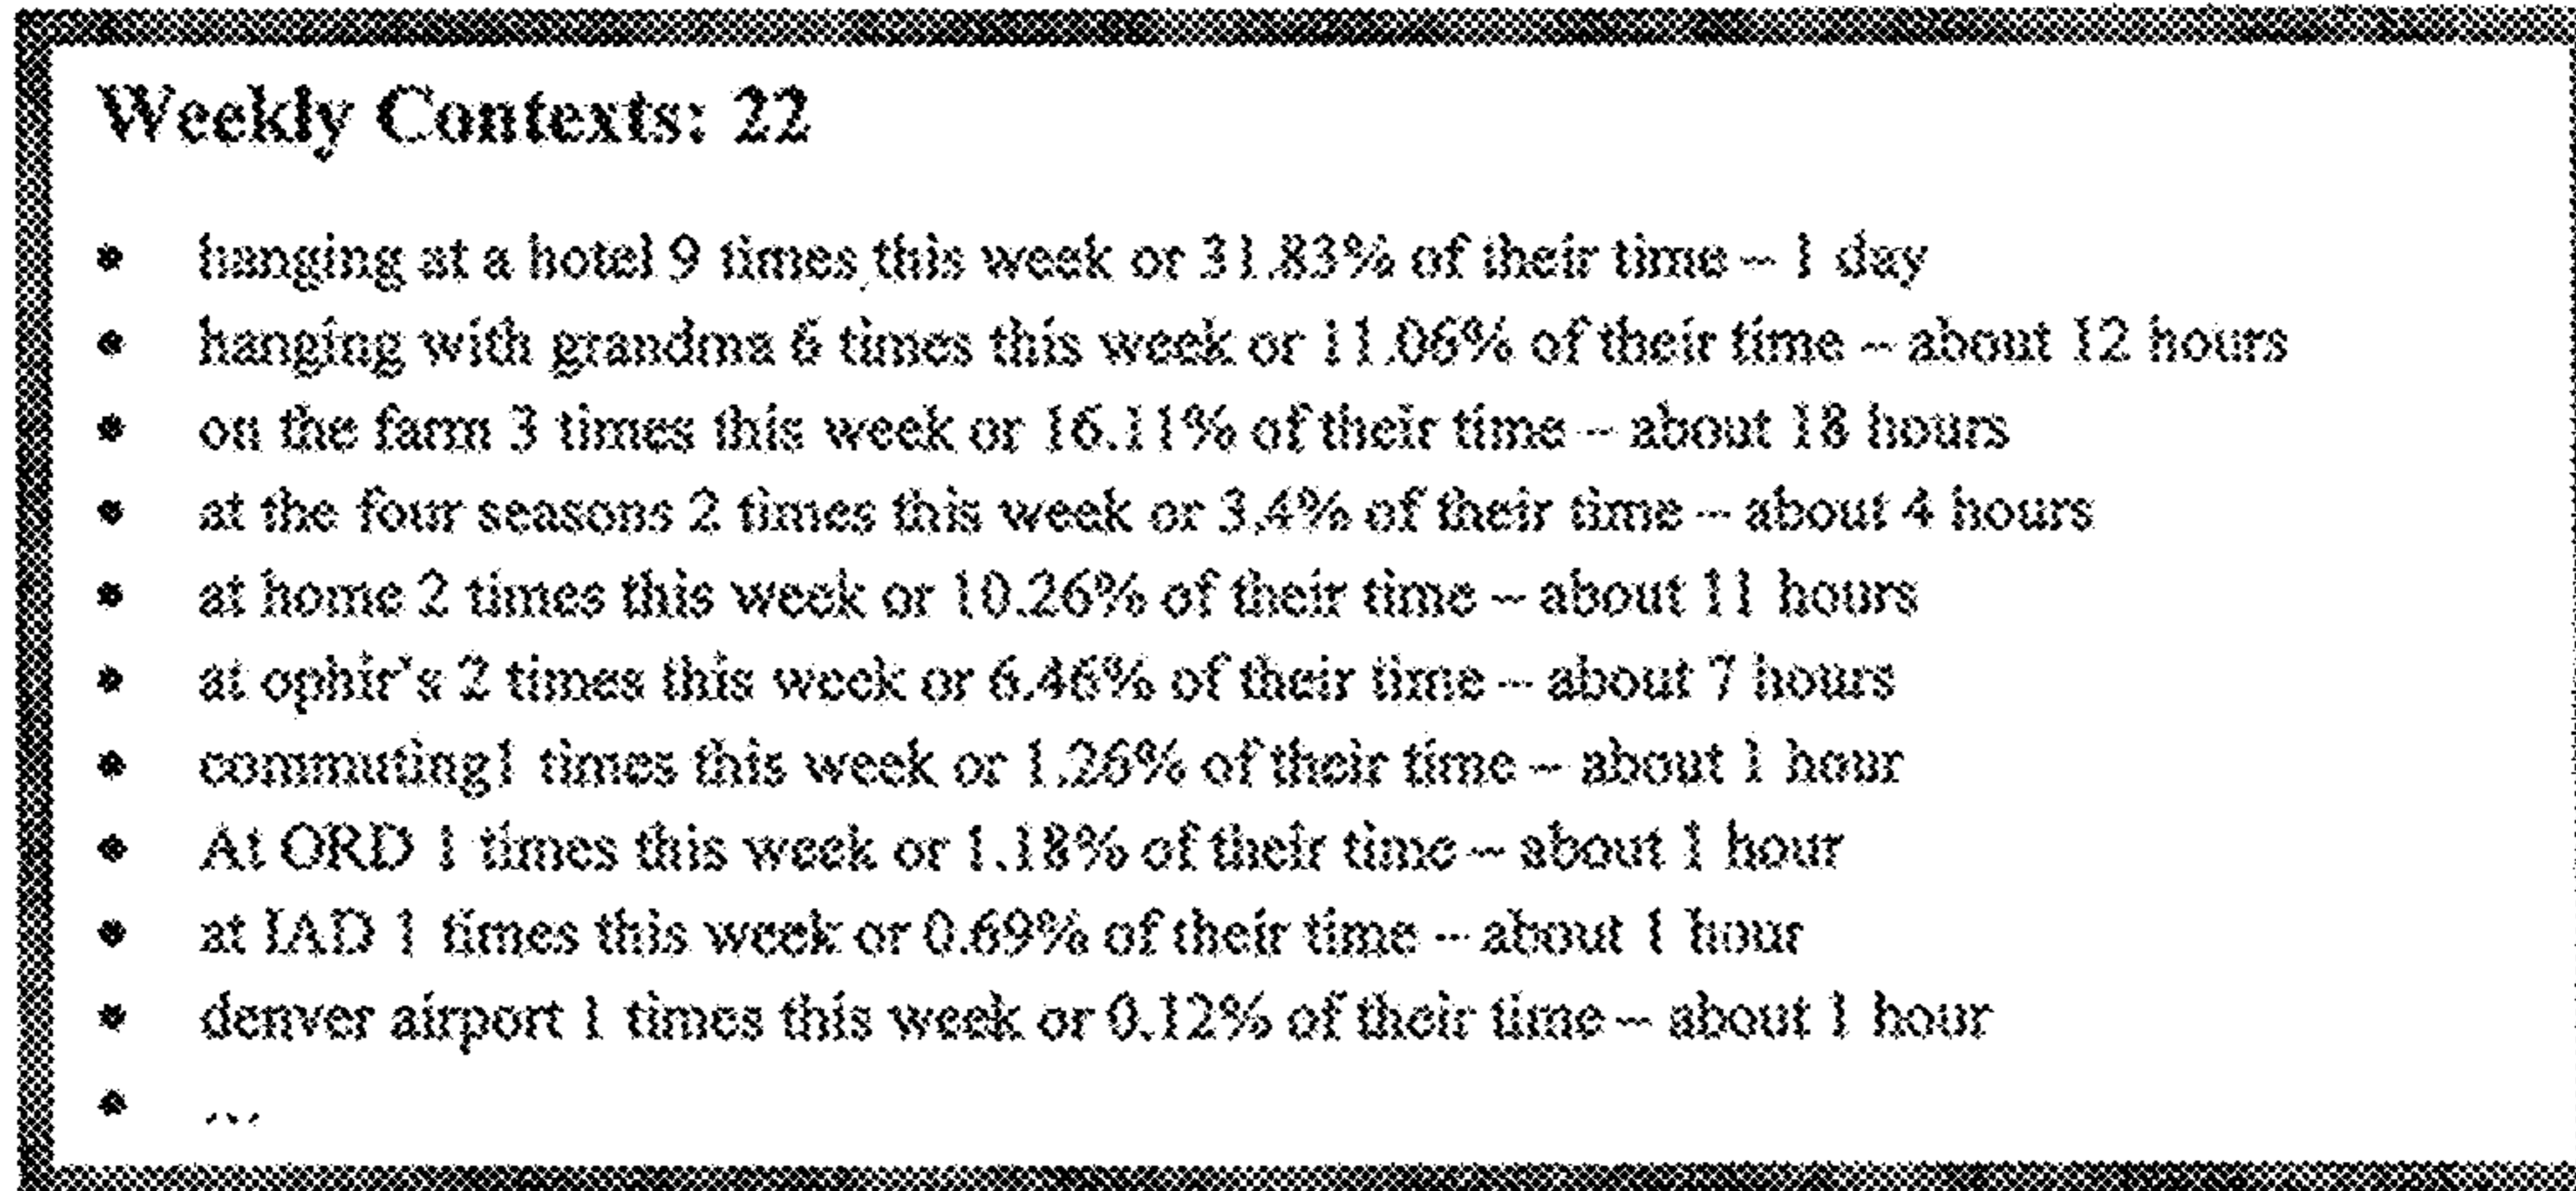 Weekly Contexts: 22
• hanging at a hotel 9 times this week or 31.83% of their time – 1 day
• hanging with grandma 6 times this week or 11.06% of their time – about 12 hours
• on the farm 3 times this week or 16.11% of their time – about 18 hours
• at the four seasons 2 times this week or 3.4% of their time – about 4 hours
• at home 2 times this week or 10.26% of their time – about 11 hours
• at ophir's 2 times this week or 6.46% of their time – about 7 hours
• commuting1 times this week or 1.26% of their time – about 1 hour
• At ORD 1 times this week or 1.18% of their time – about 1 hour
• at IAD 1 times this week or 0.69% of their time – about 1 hour
• denver airport 1 times this week or 0.12% of their time – about 1 hour
• ...